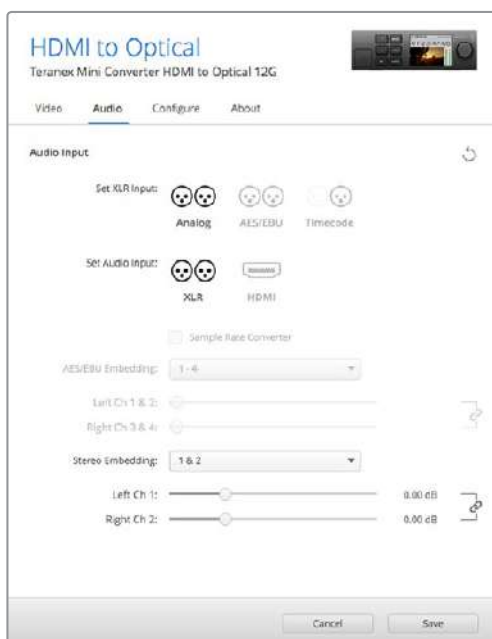 HDMI to Optical
Teranex Mini Converter HDMI to Optical 12G
Video Audio Configure About
Audio Input
Set XLR Input:
Analog AES/EBU Timecode
Set Audio Input:
XLR HDMI
Sample Rate Converter
AES/EBU Embedding: 1 - 4
Left Ch 1 & 2:
Right Ch 3 & 4:
Stereo Embedding: 1 & 2
Left Ch 1: 0.00 dB
Right Ch 2: 0.00 dB
Cancel Save